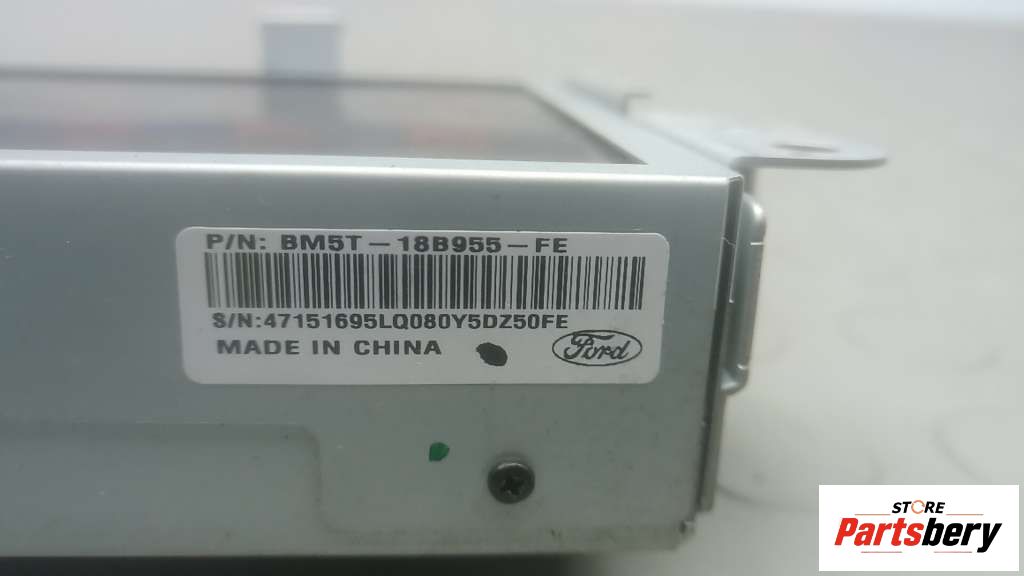 P/N: BM5T-18B955-FE
S/N:47151695LQ080Y5DZ50FE
MADE IN CHINA
Ford
STORE
Partsbery